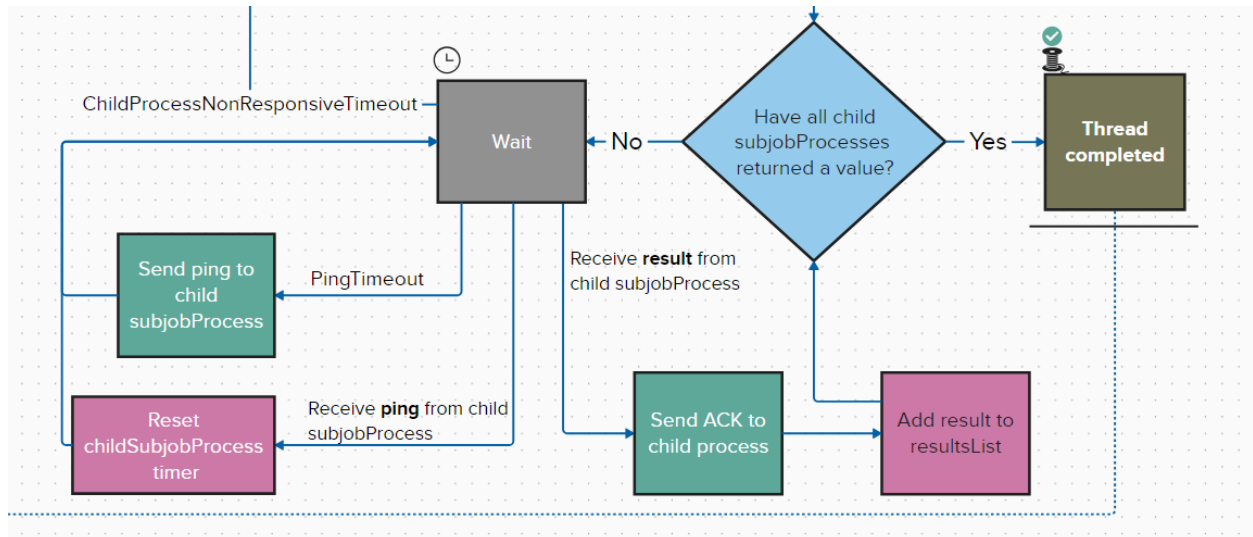 ChildProcessNonResponsiveTimeout
Wait
No
Have all child
subjobProcesses
returned a value?
Yes
Thread
completed
Send ping to
child
subjobProcess
PingTimeout
Receive result from
child subjobProcess
Reset
childSubjobProcess
timer
Receive ping from child
subjobProcess
Send ACK to
child process
Add result to
resultsList